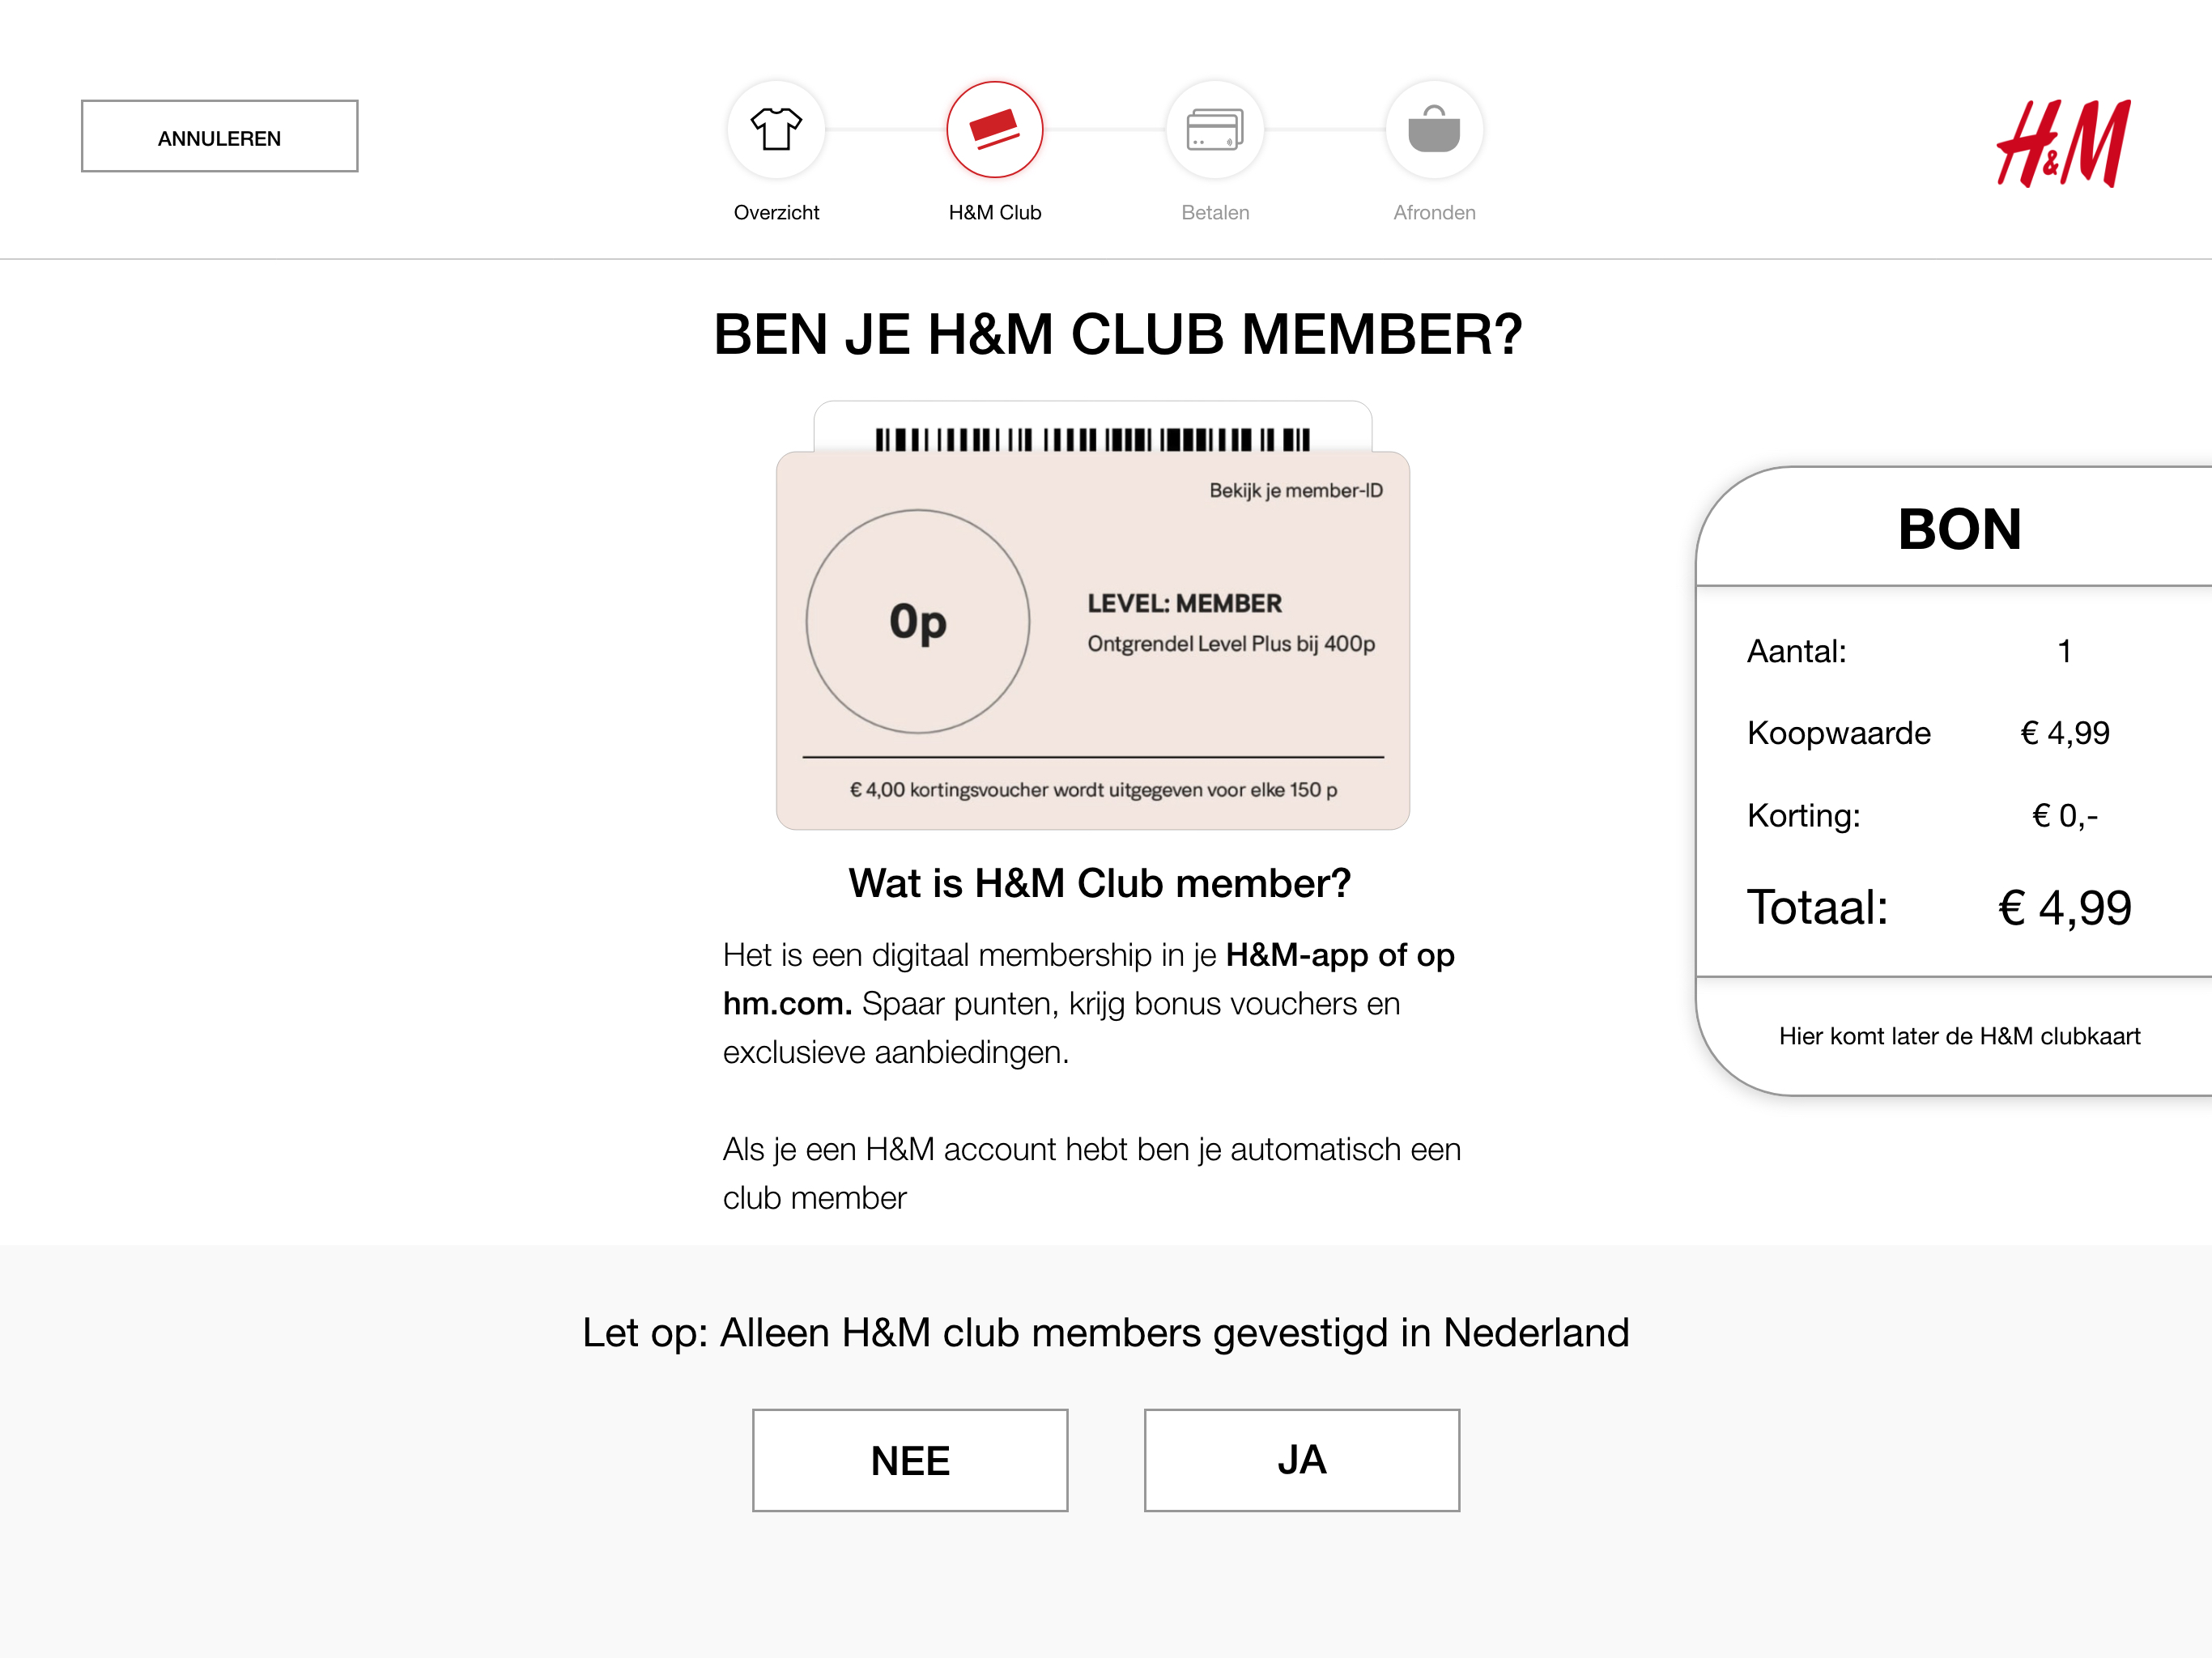 ANNULEREN
Overzicht
H&M Club
Betalen
Afronden
H&M
BEN JE H&M CLUB MEMBER?
Bekijk je member-ID
0p
LEVEL: MEMBER
Ontgrendel Level Plus bij 400p
€ 4,00 kortingsvoucher wordt uitgegeven voor elke 150 p
Wat is H&M Club member?
Het is een digitaal membership in je H&M-app of op
hm.com. Spaar punten, krijg bonus vouchers en
exclusieve aanbiedingen.
Als je een H&M account hebt ben je automatisch een
club member
BON
Aantal: 1
Koopwaarde € 4,99
Korting: € 0,-
Totaal: € 4,99
Hier komt later de H&M clubkaart
Let op: Alleen H&M club members gevestigd in Nederland
NEE
JA